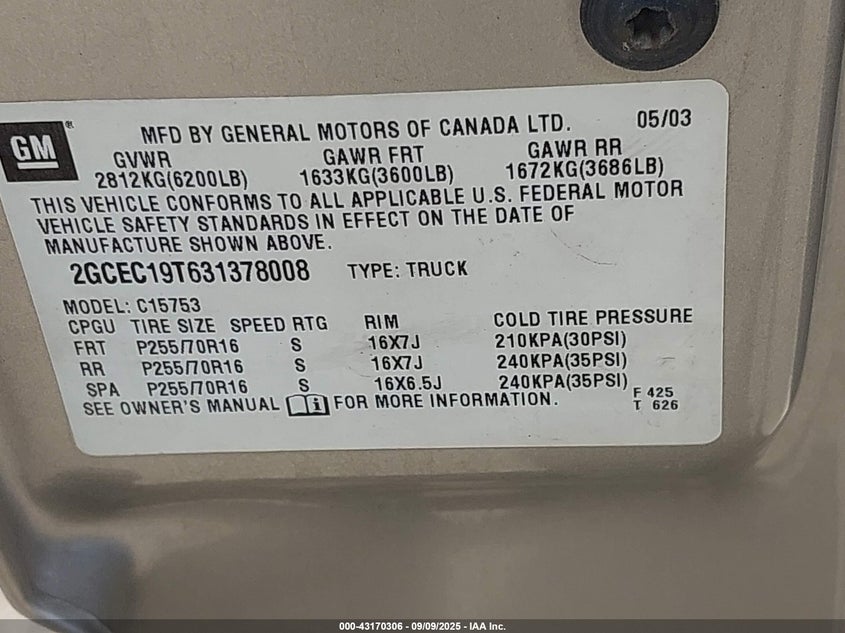 GM®
MFD BY GENERAL MOTORS OF CANADA LTD. 05/03
GVWR GAWR FRT GAWR RR
2812KG(6200LB) 1633KG(3600LB) 1672KG(3686LB)
THIS VEHICLE CONFORMS TO ALL APPLICABLE U.S. FEDERAL MOTOR
VEHICLE SAFETY STANDARDS IN EFFECT ON THE DATE OF
MANUFACTURE SHOWN ABOVE.
2GCEC19T631378008 TYPE: TRUCK
MODEL: C15753
CPGU TIRE SIZE SPEED RTG RIM COLD TIRE PRESSURE
FRT P255/70R16 S 16X7J 210KPA(30PSI)
RR P255/70R16 S 16X7J 240KPA(35PSI)
SPA P255/70R16 S 16X6.5J 240KPA(35PSI)
SEE OWNER'S MANUAL i FOR MORE INFORMATION. F 425
T 626
000-43170306 - 09/09/2025 - IAA Inc.